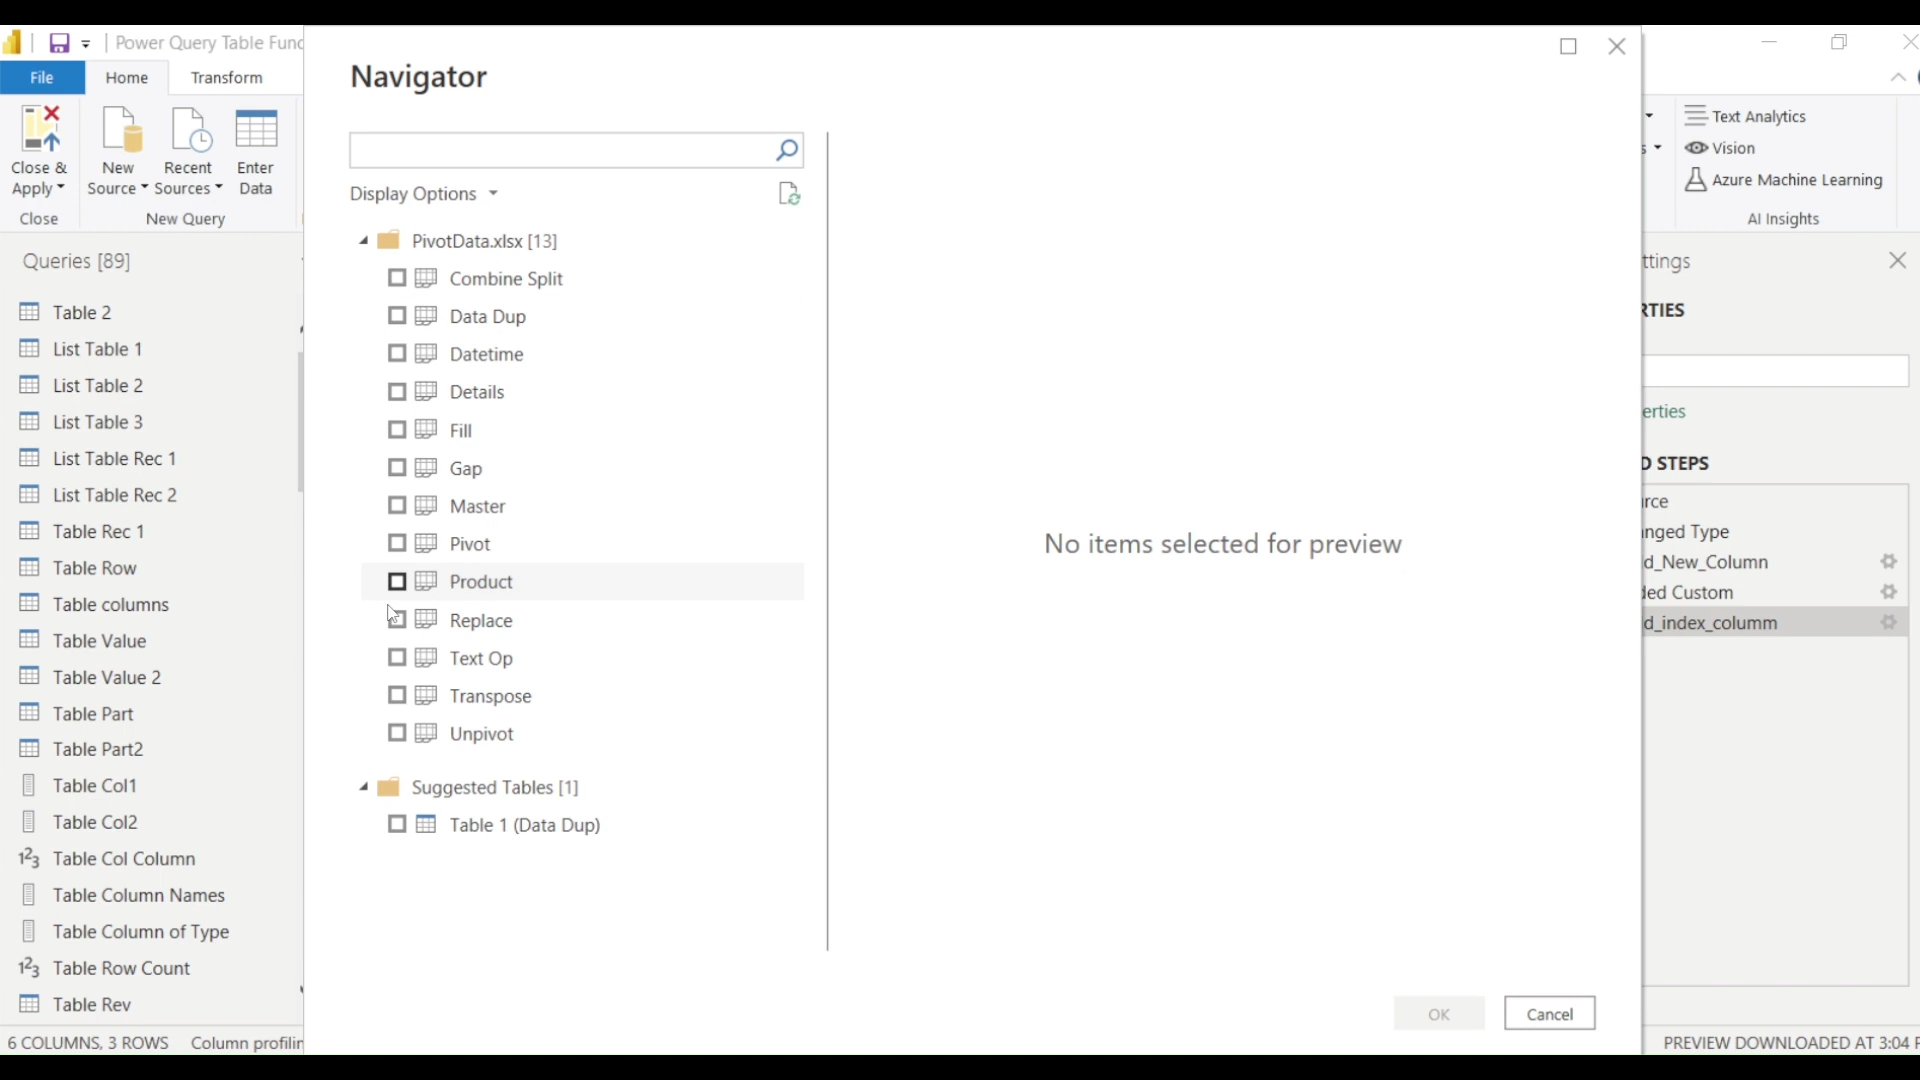 Power Query Table Func
File
Home
Transform
Close & Apply
New Source
Recent Sources
Enter Data
Close
New Query
Queries [89]
Table 2
List Table 1
List Table 2
List Table 3
List Table Rec 1
List Table Rec 2
Table Rec 1
Table Row
Table columns
Table Value
Table Value 2
Table Part
Table Part2
Table Col1
Table Col2
123 Table Col Column
Table Column Names
Table Column of Type
123 Table Row Count
Table Rev
6 COLUMNS, 3 ROWS
Column profilin
Navigator
Display Options
PivotData.xlsx [13]
Combine Split
Data Dup
Datetime
Details
Fill
Gap
Master
Pivot
Product
Replace
Text Op
Transpose
Unpivot
Suggested Tables [1]
Table 1 (Data Dup)
No items selected for preview
OK
Cancel
s
Text Analytics
Vision
Azure Machine Learning
AI Insights
ttings
RTIES
erties
D STEPS
urce
anged Type
d_New_Column
ded Custom
d_index_columm
PREVIEW DOWNLOADED AT 3:04 P